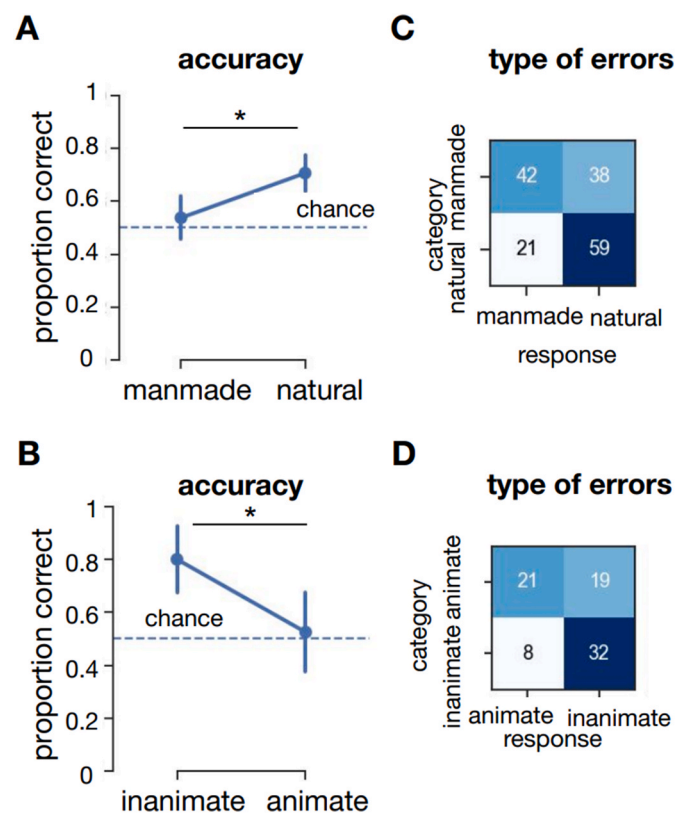 A
accuracy
proportion correct
1
0.8
0.6
0.4
0.2
0
*
chance
manmade natural
C
type of errors
category
natural manmade
42 38
21 59
manmade natural
response
B
accuracy
proportion correct
1
0.8
0.6
0.4
0.2
0
*
chance
inanimate animate
D
type of errors
category
inanimate animate
21 19
8 32
animate inanimate
response